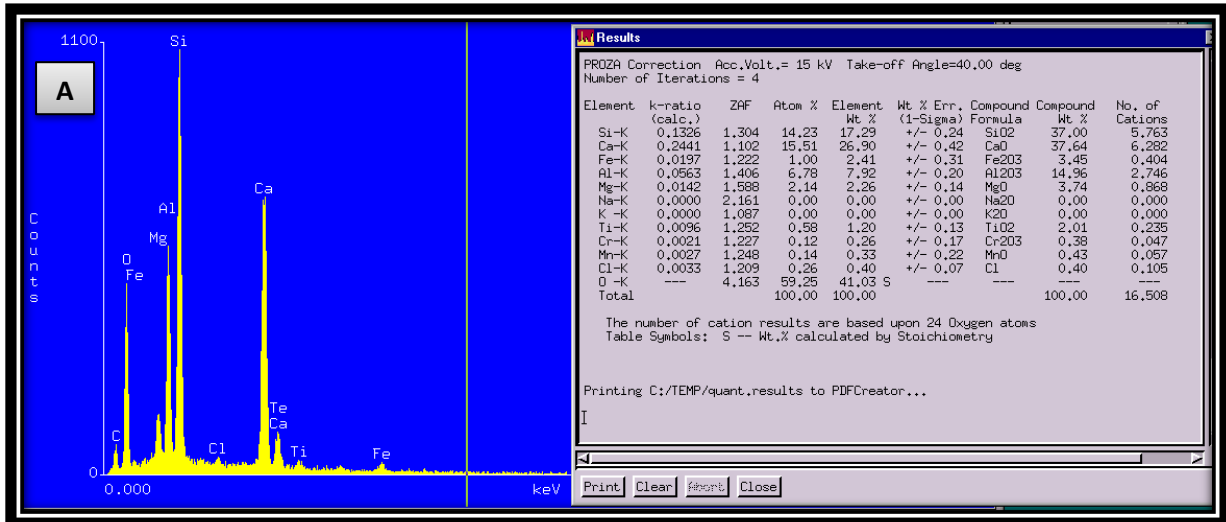 1100
Si
A
Al
Mg
O
Fe
Ca
Te
Ca
C
Cl
Ti
Fe
Counts
0
0.000
keV
Results
PROZA Correction Acc.Volt.= 15 kV Take-off Angle=40.00 deg
Number of Iterations = 4
Element k-ratio ZAF Atom % Element Wt % Err. Compound Compound No. of
(calc.) Wt % (1-Sigma) Formula Wt % Cations
Si-K 0.1326 1.304 14.23 17.29 +/- 0.24 SiO2 37.00 5.763
Ca-K 0.2441 1.102 15.51 26.90 +/- 0.42 CaO 37.64 6.282
Fe-K 0.0197 1.222 1.00 2.41 +/- 0.31 Fe2O3 3.45 0.404
Al-K 0.0563 1.406 6.78 7.92 +/- 0.20 Al2O3 14.96 2.746
Mg-K 0.0142 1.588 2.14 2.26 +/- 0.14 MgO 3.74 0.868
Na-K 0.0000 2.161 0.00 0.00 +/- 0.00 Na2O 0.00 0.000
K -K 0.0000 1.087 0.00 0.00 +/- 0.00 K2O 0.00 0.000
Ti-K 0.0096 1.252 0.58 1.20 +/- 0.13 TiO2 2.01 0.235
Cr-K 0.0021 1.227 0.12 0.26 +/- 0.17 Cr2O3 0.38 0.047
Mn-K 0.0027 1.248 0.14 0.33 +/- 0.22 MnO 0.43 0.057
Cl-K 0.0033 1.209 0.26 0.40 +/- 0.07 Cl 0.40 0.105
O -K --- 4.163 59.25 41.03 S --- --- --- ---
Total 100.00 100.00 100.00 16.508
The number of cation results are based upon 24 Oxygen atoms
Table Symbols: S -- Wt.% calculated by Stoichiometry
Printing C:/TEMP/quant.results to PDFCreator...
Print Clear Abort Close